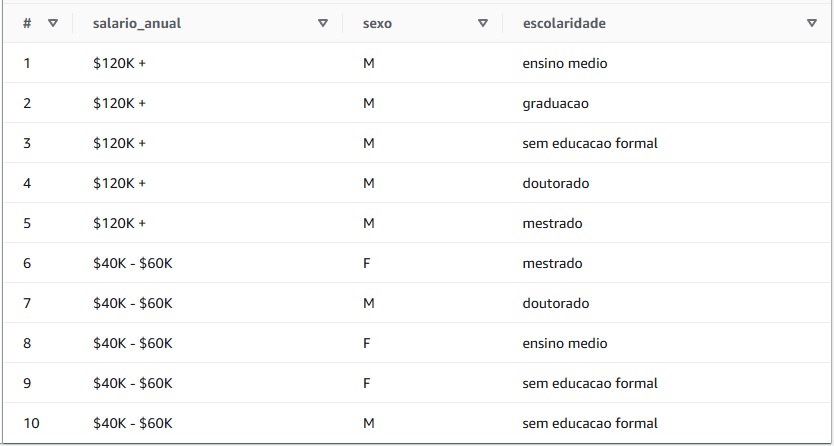 # salario_anual sexo escolaridade
1 $120K + M ensino medio
2 $120K + M graduacao
3 $120K + M sem educacao formal
4 $120K + M doutorado
5 $120K + M mestrado
6 $40K - $60K F mestrado
7 $40K - $60K M doutorado
8 $40K - $60K F ensino medio
9 $40K - $60K F sem educacao formal
10 $40K - $60K M sem educacao formal